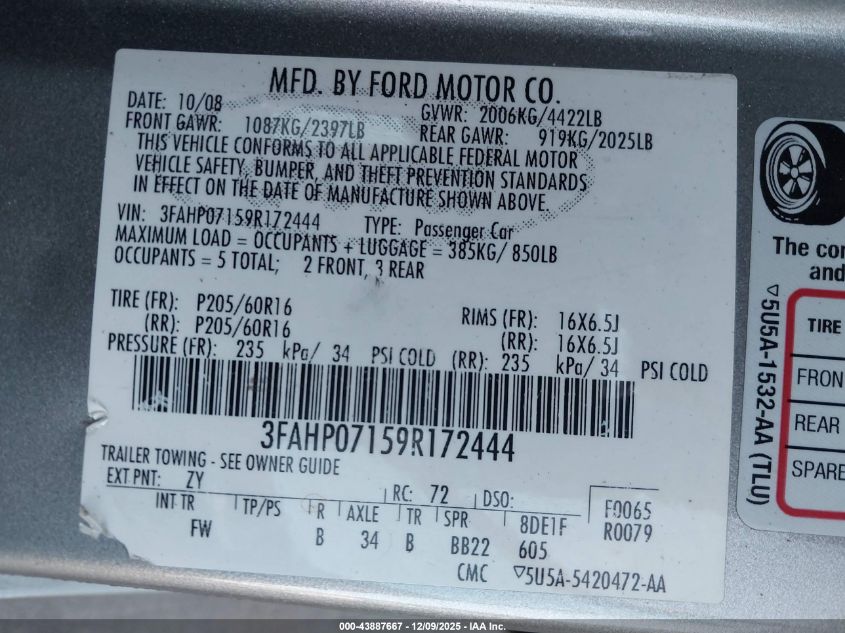 MFD. BY FORD MOTOR CO.
DATE: 10/08 GVWR: 2006KG/4422LB
FRONT GAWR: 1087KG/2397LB REAR GAWR: 919KG/2025LB
THIS VEHICLE CONFORMS TO ALL APPLICABLE FEDERAL MOTOR
VEHICLE SAFETY, BUMPER, AND THEFT PREVENTION STANDARDS
IN EFFECT ON THE DATE OF MANUFACTURE SHOWN ABOVE.
VIN: 3FAHP07159R172444 TYPE: Passenger Car
MAXIMUM LOAD = OCCUPANTS + LUGGAGE = 385KG/ 850LB
OCCUPANTS = 5 TOTAL; 2 FRONT, 3 REAR
TIRE (FR): P205/60R16 RIMS (FR): 16X6.5J
(RR): P205/60R16 (RR): 16X6.5J
PRESSURE (FR): 235 kPa/ 34 PSI COLD (RR): 235 kPa/ 34 PSI COLD
3FAHP07159R172444
TRAILER TOWING - SEE OWNER GUIDE
EXT PNT: ZY RC: 72 DSO: F0065
INT TR TP/PS R AXLE TR SPR 8DE1F R0079
FW B 34 B BB22 605
CMC ▽5U5A-5420472-AA
The con
and
TIRE
FRON
REAR
SPARE
▽5U5A-1532-AA (TLU)
000-43887667 • 12/09/2025 • IAA Inc.